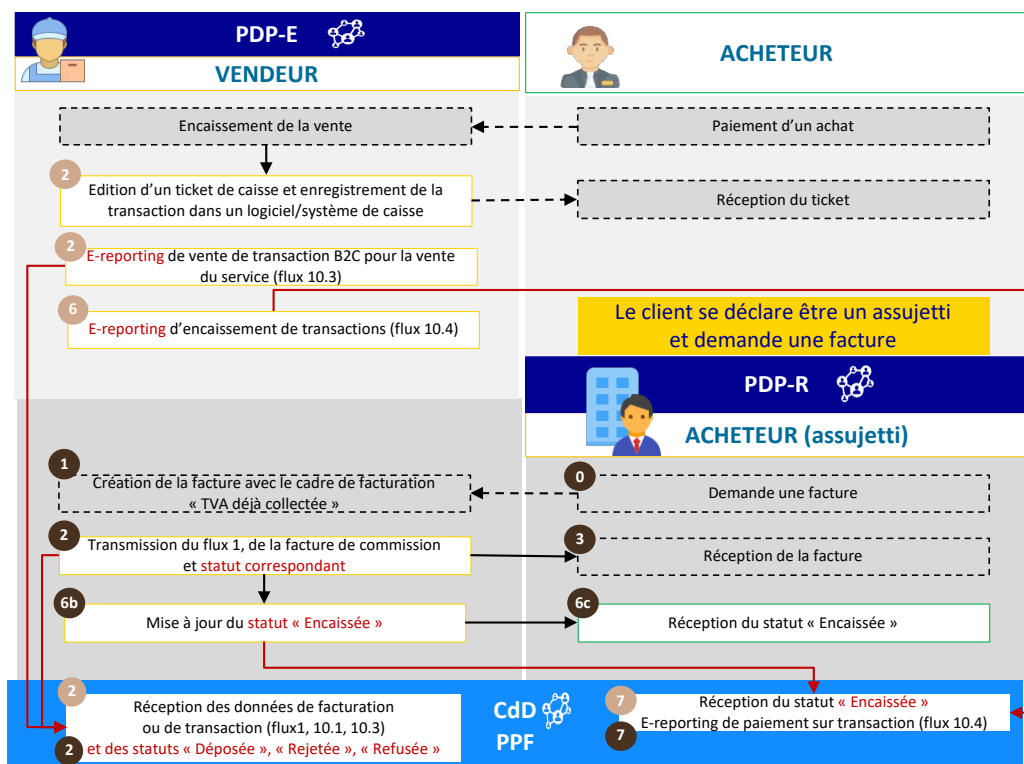 PDP-E
VENDEUR
ACHETEUR
Encaissement de la vente
Paiement d'un achat
2
Edition d'un ticket de caisse et enregistrement de la
transaction dans un logiciel/système de caisse
Réception du ticket
2
E-reporting de vente de transaction B2C pour la vente
du service (flux 10.3)
6
E-reporting d'encaissement de transactions (flux 10.4)
Le client se déclare être un assujetti
et demande une facture
PDP-R
ACHETEUR (assujetti)
1
Création de la facture avec le cadre de facturation
« TVA déjà collectée »
0
Demande une facture
2
Transmission du flux 1, de la facture de commission
et statut correspondant
3
Réception de la facture
6b
Mise à jour du statut « Encaissée »
6c
Réception du statut « Encaissée »
2
Réception des données de facturation
ou de transaction (flux1, 10.1, 10.3)
2
et des statuts « Déposée », « Rejetée », « Refusée »
CdD
PPF
7
Réception du statut « Encaissée »
E-reporting de paiement sur transaction (flux 10.4)
7